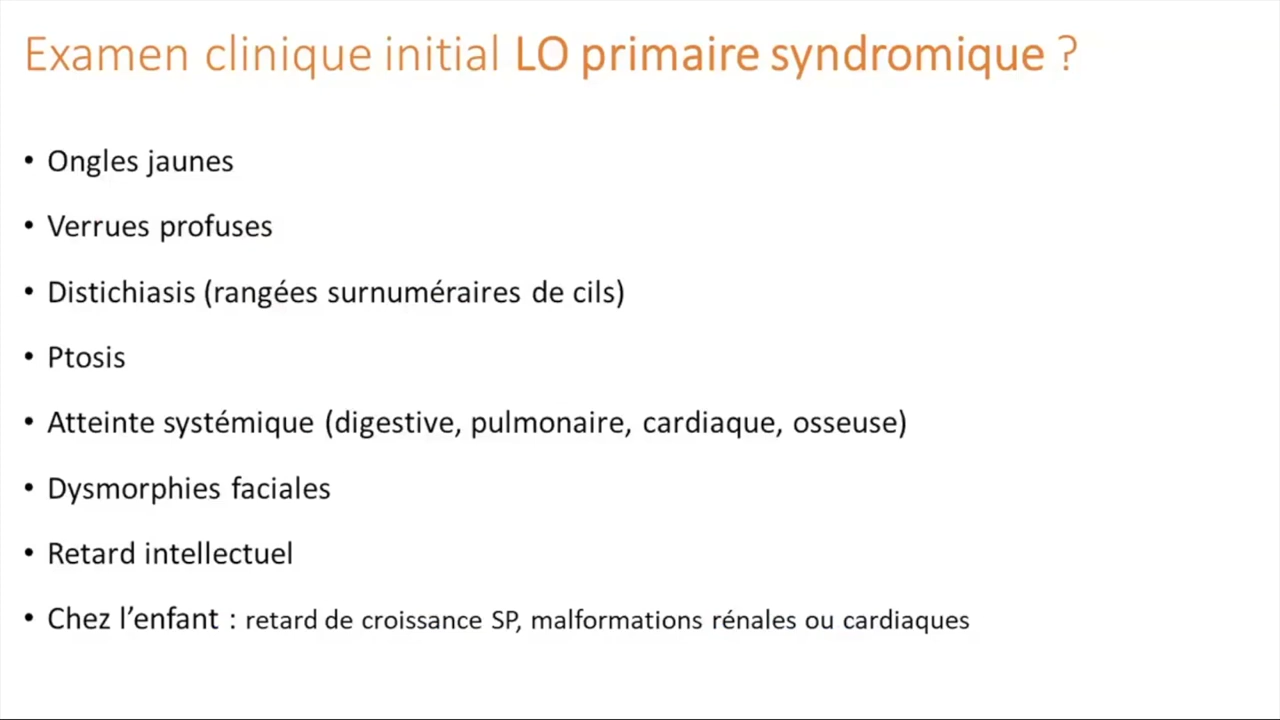 Examen clinique initial LO primaire syndromique ?
• Ongles jaunes
• Verrues profuses
• Distichiasis (rangées surnuméraires de cils)
• Ptosis
• Atteinte systémique (digestive, pulmonaire, cardiaque, osseuse)
• Dysmorphies faciales
• Retard intellectuel
• Chez l’enfant : retard de croissance SP, malformations rénales ou cardiaques